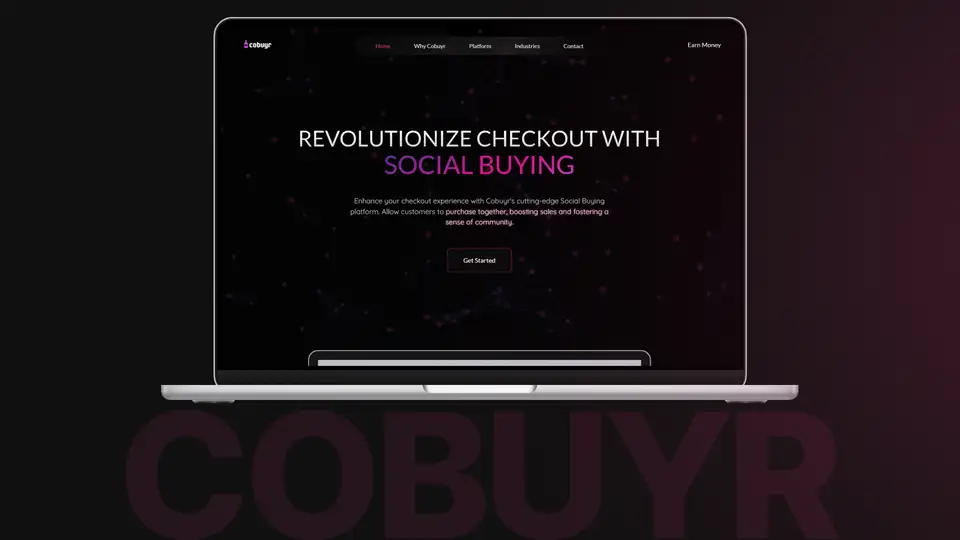 cobuyr
Home Why Cobuyr Platform Industries Contact
Earn Money
REVOLUTIONIZE CHECKOUT WITH
SOCIAL BUYING
Enhance your checkout experience with Cobuyr's cutting-edge Social Buying
platform. Allow customers to purchase together, boosting sales and fostering a
sense of community.
Get Started
COBUYR